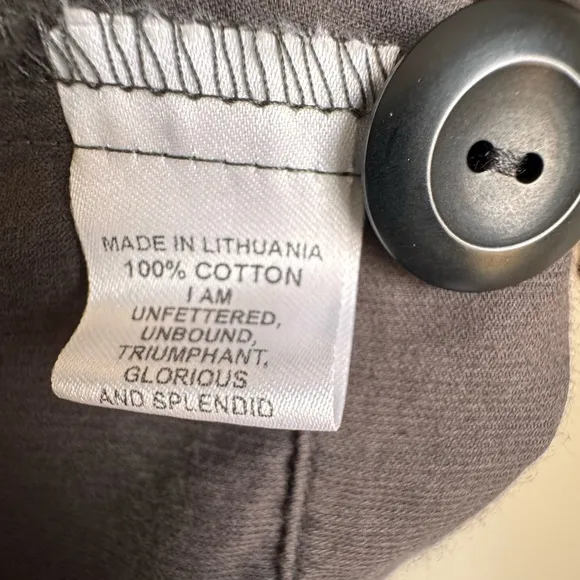 MADE IN LITHUANIA
100% COTTON
I AM
UNFETTERED,
UNBOUND,
TRIUMPHANT,
GLORIOUS
AND SPLENDID